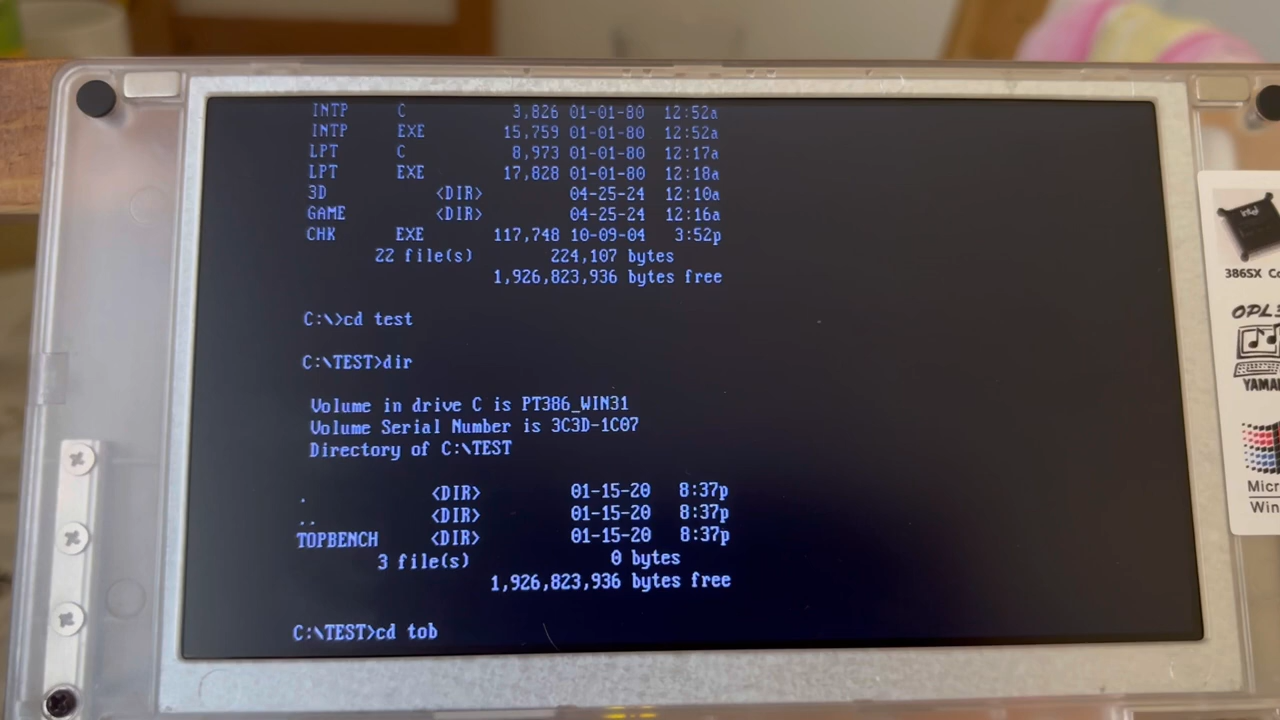 INTP C 3,826 01-01-80 12:52a
INTP EXE 15,759 01-01-80 12:52a
LPT C 8,973 01-01-80 12:17a
LPT EXE 17,828 01-01-80 12:18a
3D <DIR> 04-25-24 12:10a
GAME <DIR> 04-25-24 12:16a
CHK EXE 117,748 10-09-04 3:52p
22 file(s) 224,107 bytes
1,926,823,936 bytes free
C:\>cd test
C:\TEST>dir
Volume in drive C is PT386_WIN31
Volume Serial Number is 3C3D-1C07
Directory of C:\TEST
. <DIR> 01-15-20 8:37p
.. <DIR> 01-15-20 8:37p
TOPBENCH <DIR> 01-15-20 8:37p
3 file(s) 0 bytes
1,926,823,936 bytes free
C:\TEST>cd tob
intel
386SX
OPL3
YAMA
Micr
Win